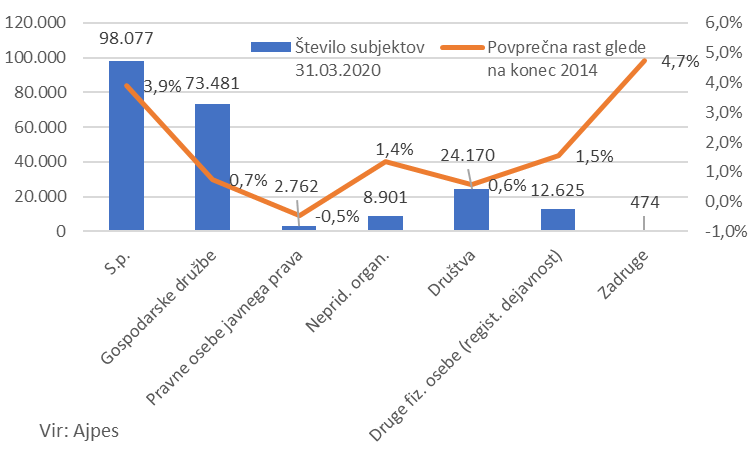 120.000
100.000
80.000
60.000
40.000
20.000
0
6,0%
5,0%
4,0%
3,0%
2,0%
1,0%
0,0%
-1,0%
Število subjektov
31.03.2020
Povprečna rast glede
na konec 2014
98.077
73.481
2.762
8.901
24.170
12.625
474
3,9%
0,7%
-0,5%
1,4%
0,6%
1,5%
4,7%
S.p.
Gospodarske družbe
Pravne osebe javnega prava
Neprid. organ.
Društva
Druge fiz. osebe (regist. dejavnost)
Zadruge
Vir: Ajpes